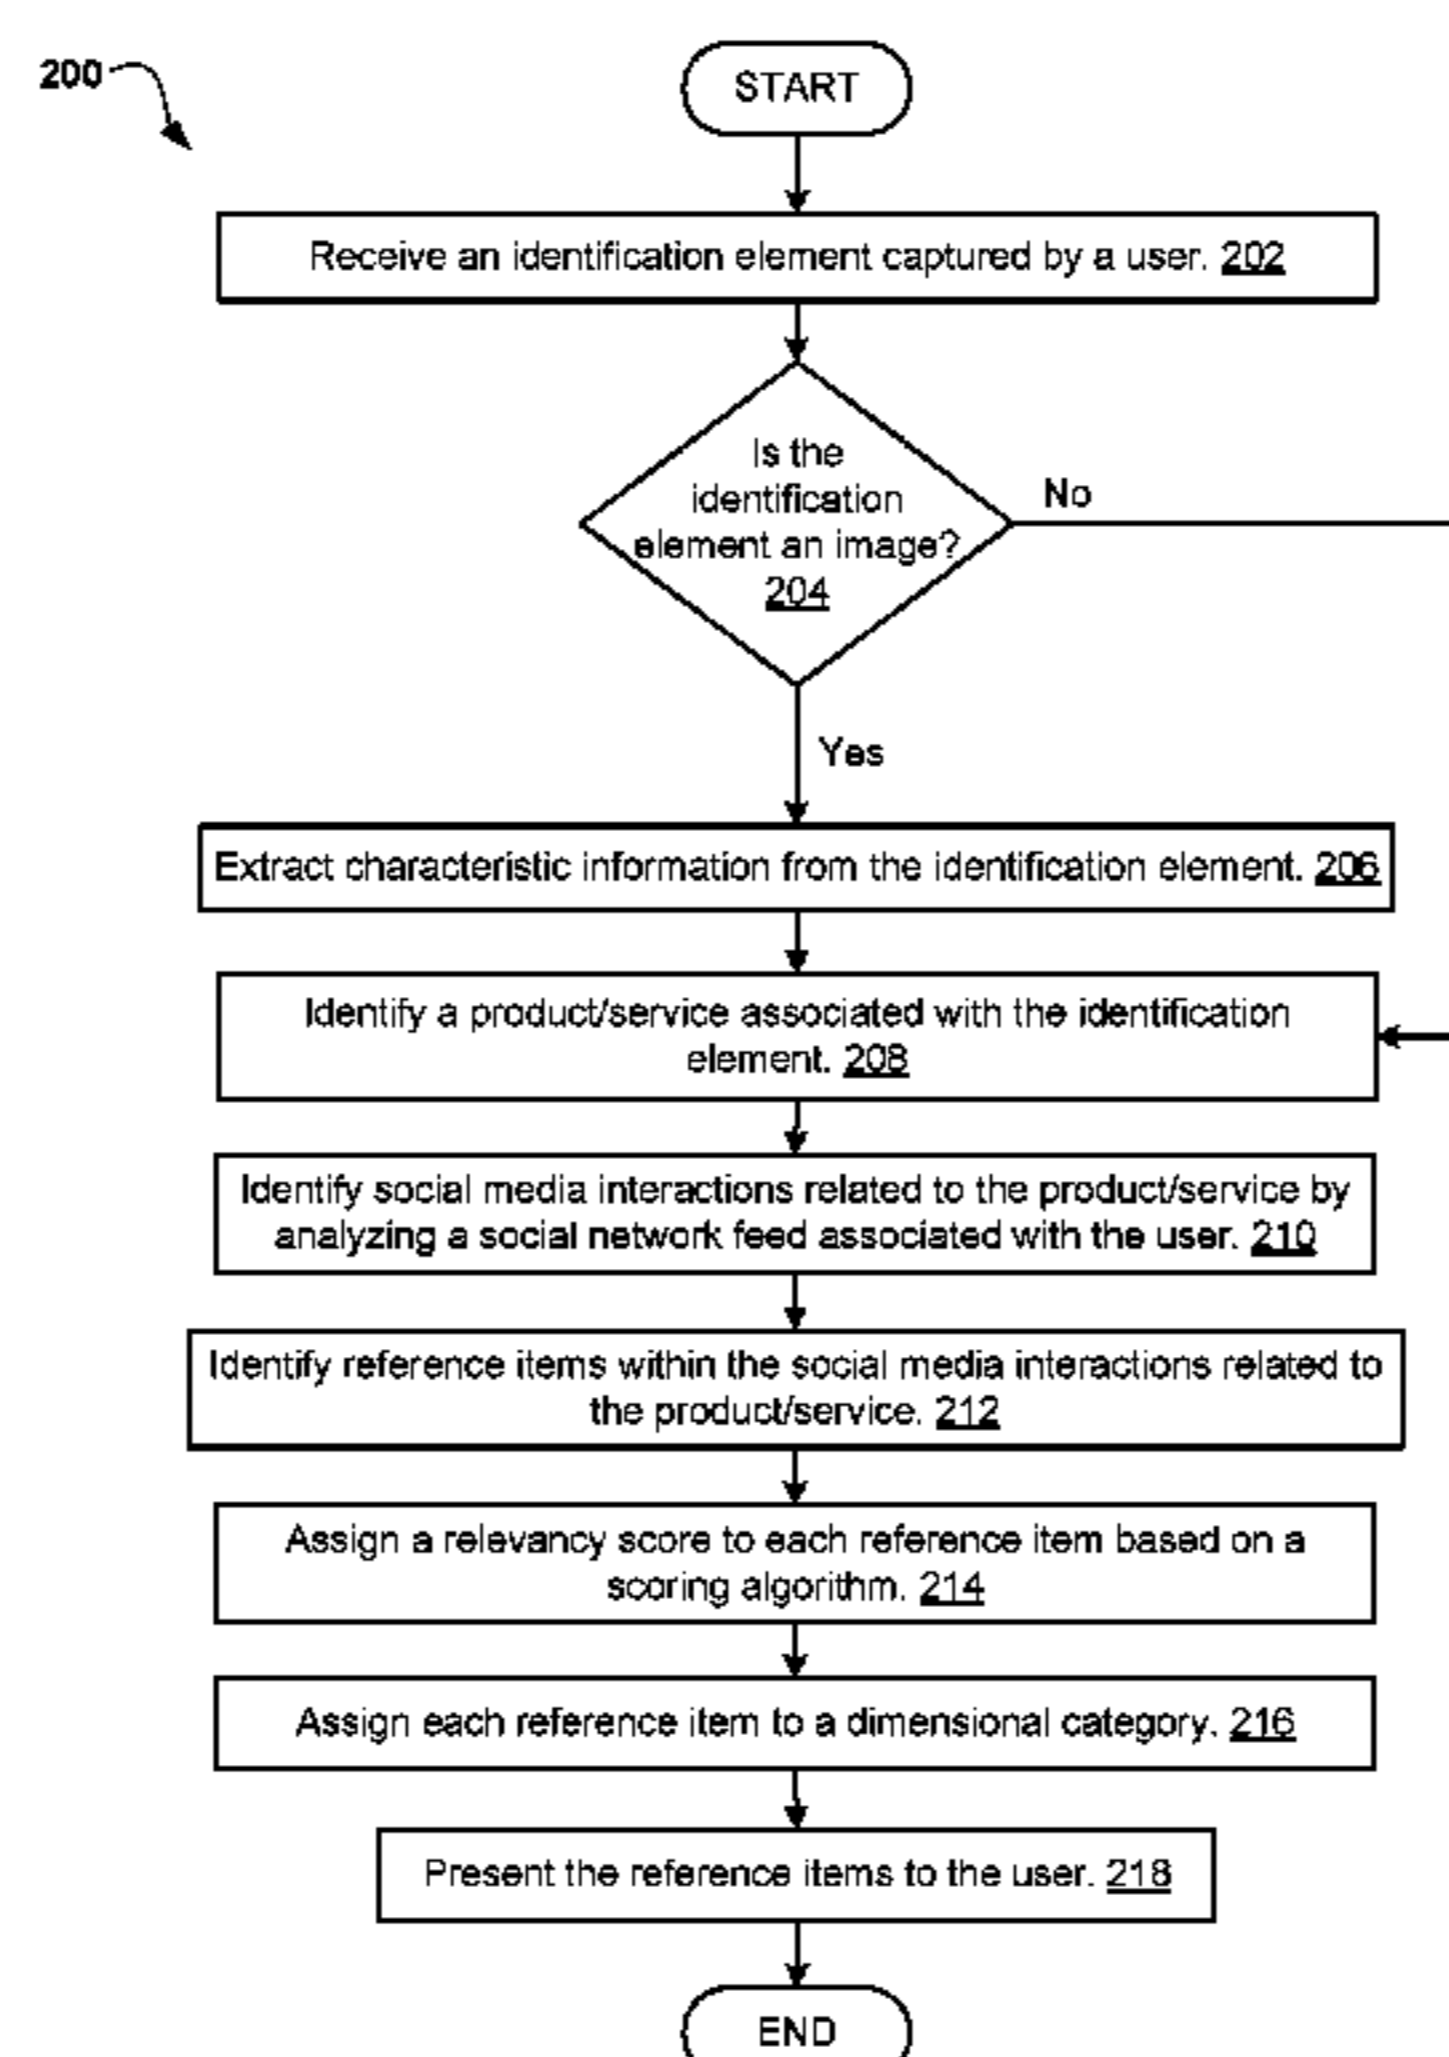 200
START
Receive an identification element captured by a user. 202
Is the
identification
element an image?
204
No
Yes
Extract characteristic information from the identification element. 206
Identify a product/service associated with the identification
element. 208
Identify social media interactions related to the product/service by
analyzing a social network feed associated with the user. 210
Identify reference items within the social media interactions related to
the product/service. 212
Assign a relevancy score to each reference item based on a
scoring algorithm. 214
Assign each reference item to a dimensional category. 216
Present the reference items to the user. 218
END